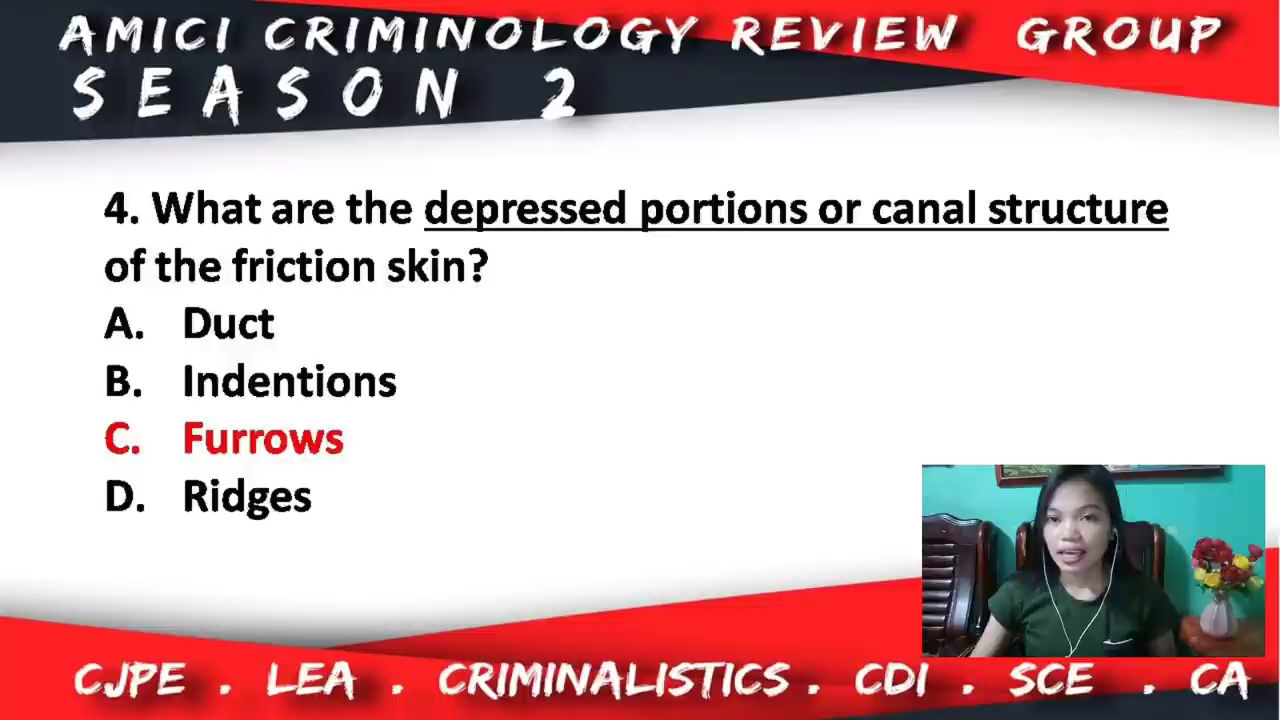 AMICI CRIMINOLOGY REVIEW GROUP
SEASON 2
4. What are the depressed portions or canal structure
of the friction skin?
A. Duct
B. Indentions
C. Furrows
D. Ridges
CJPE . LEA . CRIMINALISTICS . CDI . SCE . CA